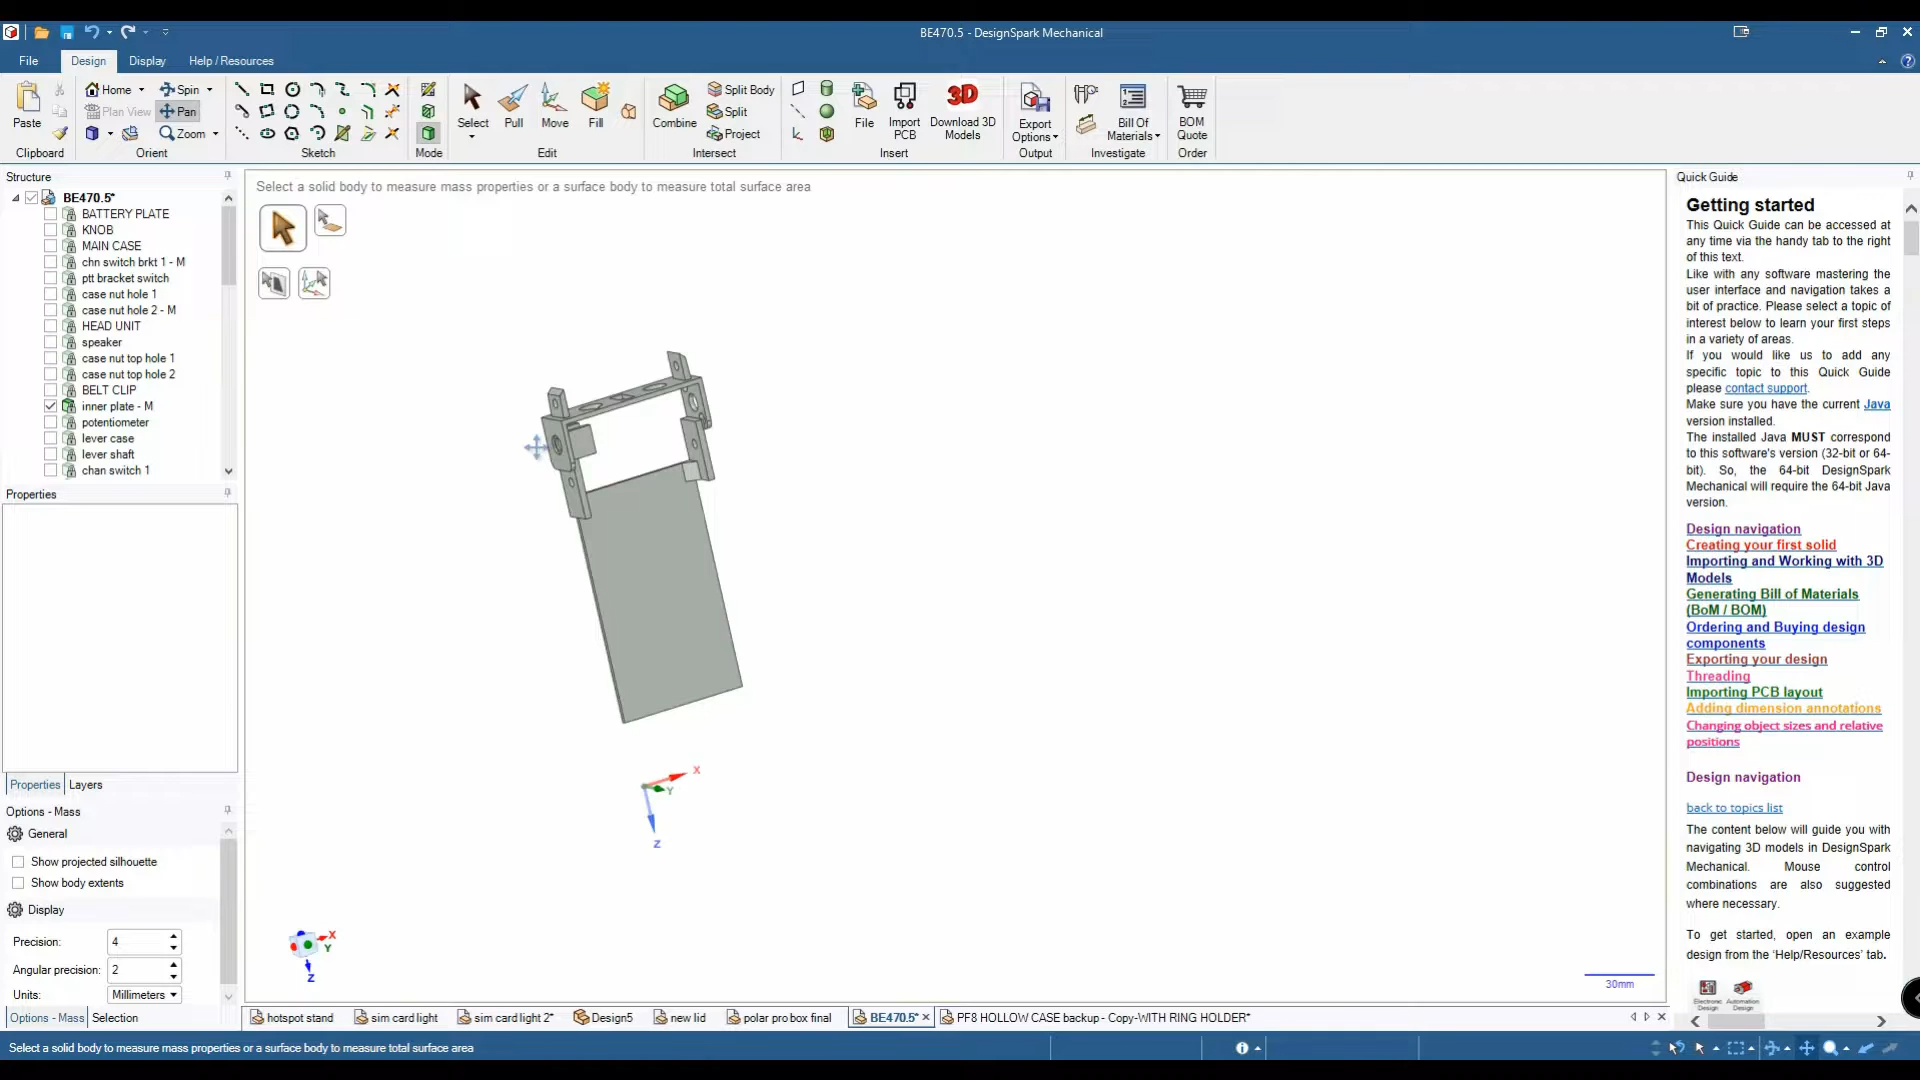 BE470.5 - DesignSpark Mechanical
File Design Display Help / Resources
Paste
Clipboard
Home Spin
Plan View Pan
Zoom
Orient
Sketch
Mode
Select Pull Move Fill
Edit
Combine
Split Body
Split
Project
Intersect
File Import PCB Download 3D Models
3D
Insert
Export Options
Output
Bill Of Materials
Investigate
BOM Quote
Order
Structure
BE470.5*
BATTERY PLATE
KNOB
MAIN CASE
chn switch brkt 1 - M
ptt bracket switch
case nut hole 1
case nut hole 2 - M
HEAD UNIT
speaker
case nut top hole 1
case nut top hole 2
BELT CLIP
inner plate - M
potentiometer
lever case
lever shaft
chan switch 1
Properties
Properties Layers
Options - Mass
General
Show projected silhouette
Show body extents
Display
Precision: 4
Angular precision: 2
Units: Millimeters
Options - Mass Selection
Select a solid body to measure mass properties or a surface body to measure total surface area
X
Y
Z
X
Y
Z
30mm
hotspot stand sim card light sim card light 2* Design5 new lid polar pro box final BE470.5* PF8 HOLLOW CASE backup - Copy-WITH RING HOLDER*
Select a solid body to measure mass properties or a surface body to measure total surface area
Quick Guide
Getting started
This Quick Guide can be accessed at
any time via the handy tab to the right
of this text.
Like with any software mastering the
user interface and navigation takes a
bit of practice. Please select a topic of
interest below to learn your first steps
in a variety of areas.
If you would like us to add any
specific topic to this Quick Guide
please contact support.
Make sure you have the current Java
version installed.
The installed Java MUST correspond
to this software's version (32-bit or 64-
bit). So, the 64-bit DesignSpark
Mechanical will require the 64-bit Java
version.
Design navigation
Creating your first solid
Importing and Working with 3D
Models
Generating Bill of Materials
(BoM / BOM)
Ordering and Buying design
components
Exporting your design
Threading
Importing PCB layout
Adding dimension annotations
Changing object sizes and relative
positions
Design navigation
back to topics list
The content below will guide you with
navigating 3D models in DesignSpark
Mechanical. Mouse control
combinations are also suggested
where necessary.
To get started, open an example
design from the 'Help/Resources' tab.
Electronic Design
Automation Design